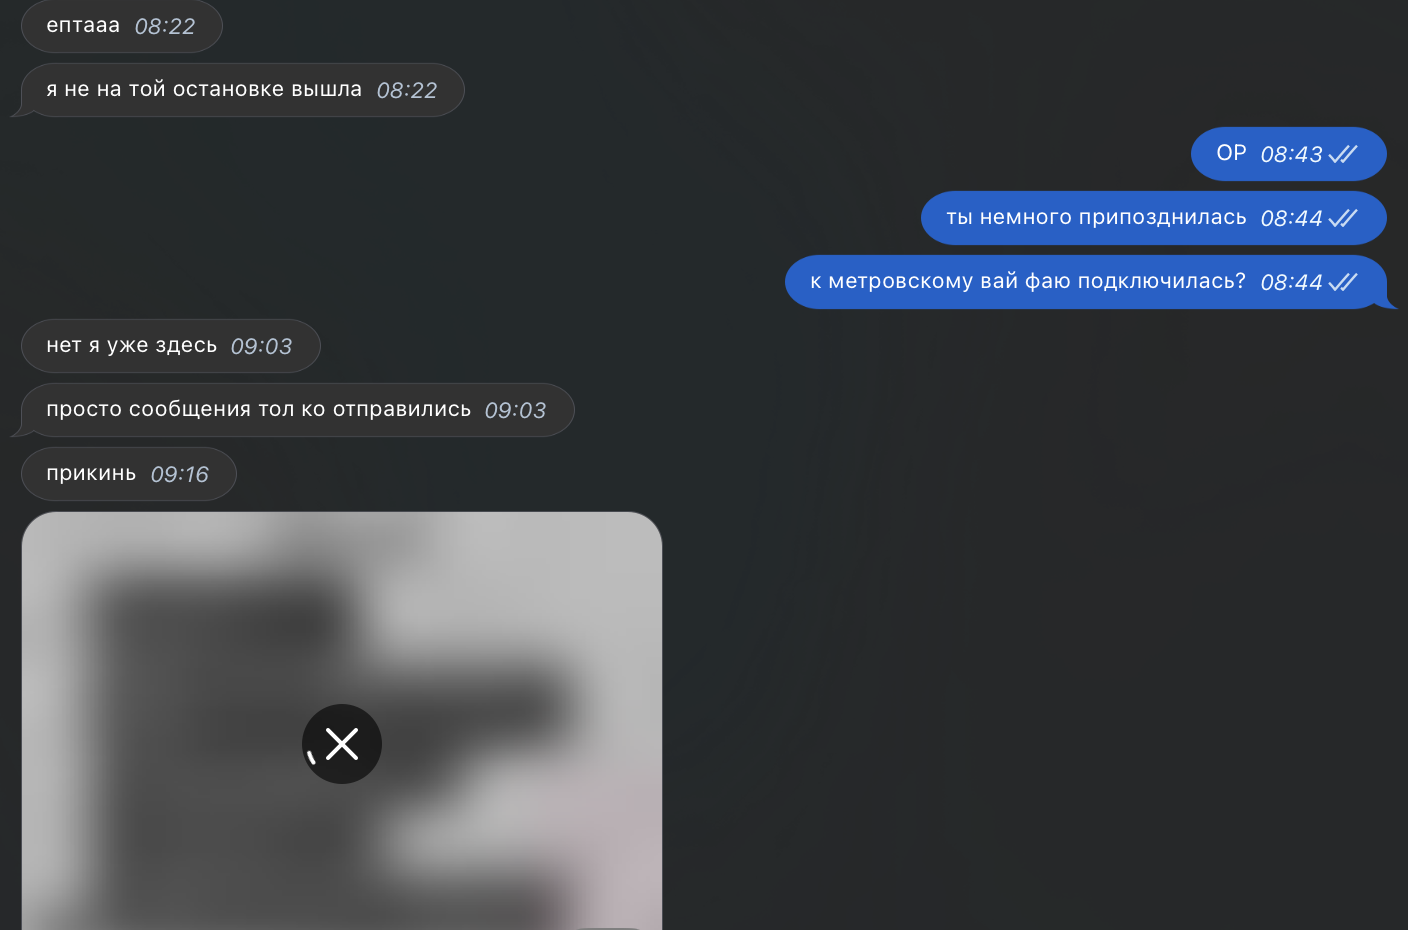 ептааа 08:22
я не на той остановке вышла 08:22
ОР 08:43
ты немного припозднилась 08:44
к метровскому вай фаю подключилась? 08:44
нет я уже здесь 09:03
просто сообщения тол ко отправились 09:03
прикинь 09:16